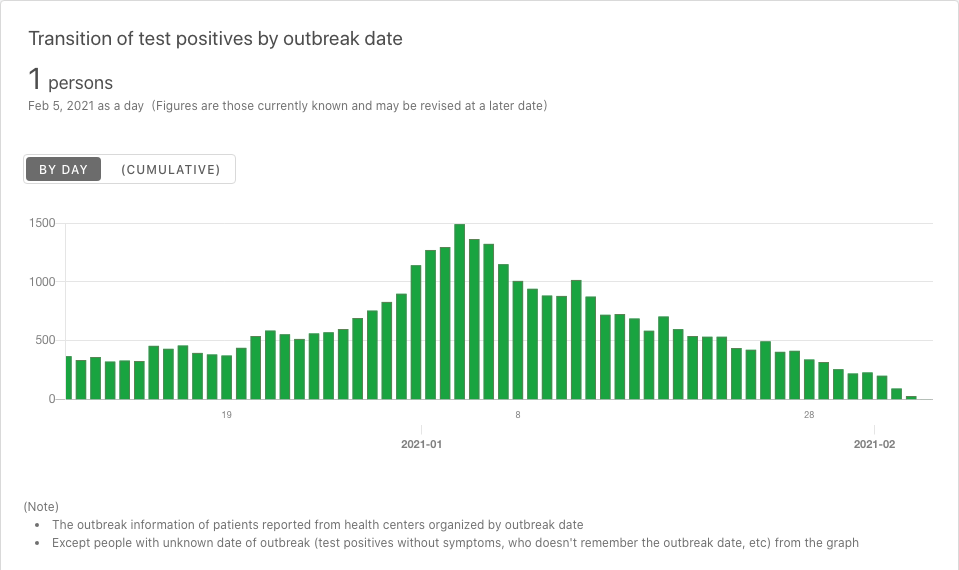 Transition of test positives by outbreak date
1 persons
Feb 5, 2021 as a day (Figures are those currently known and may be revised at a later date)
BY DAY (CUMULATIVE)
1500
1000
500
0
19 8 28
2021-01 2021-02
(Note)
• The outbreak information of patients reported from health centers organized by outbreak date
• Except people with unknown date of outbreak (test positives without symptoms, who doesn't remember the outbreak date, etc) from the graph